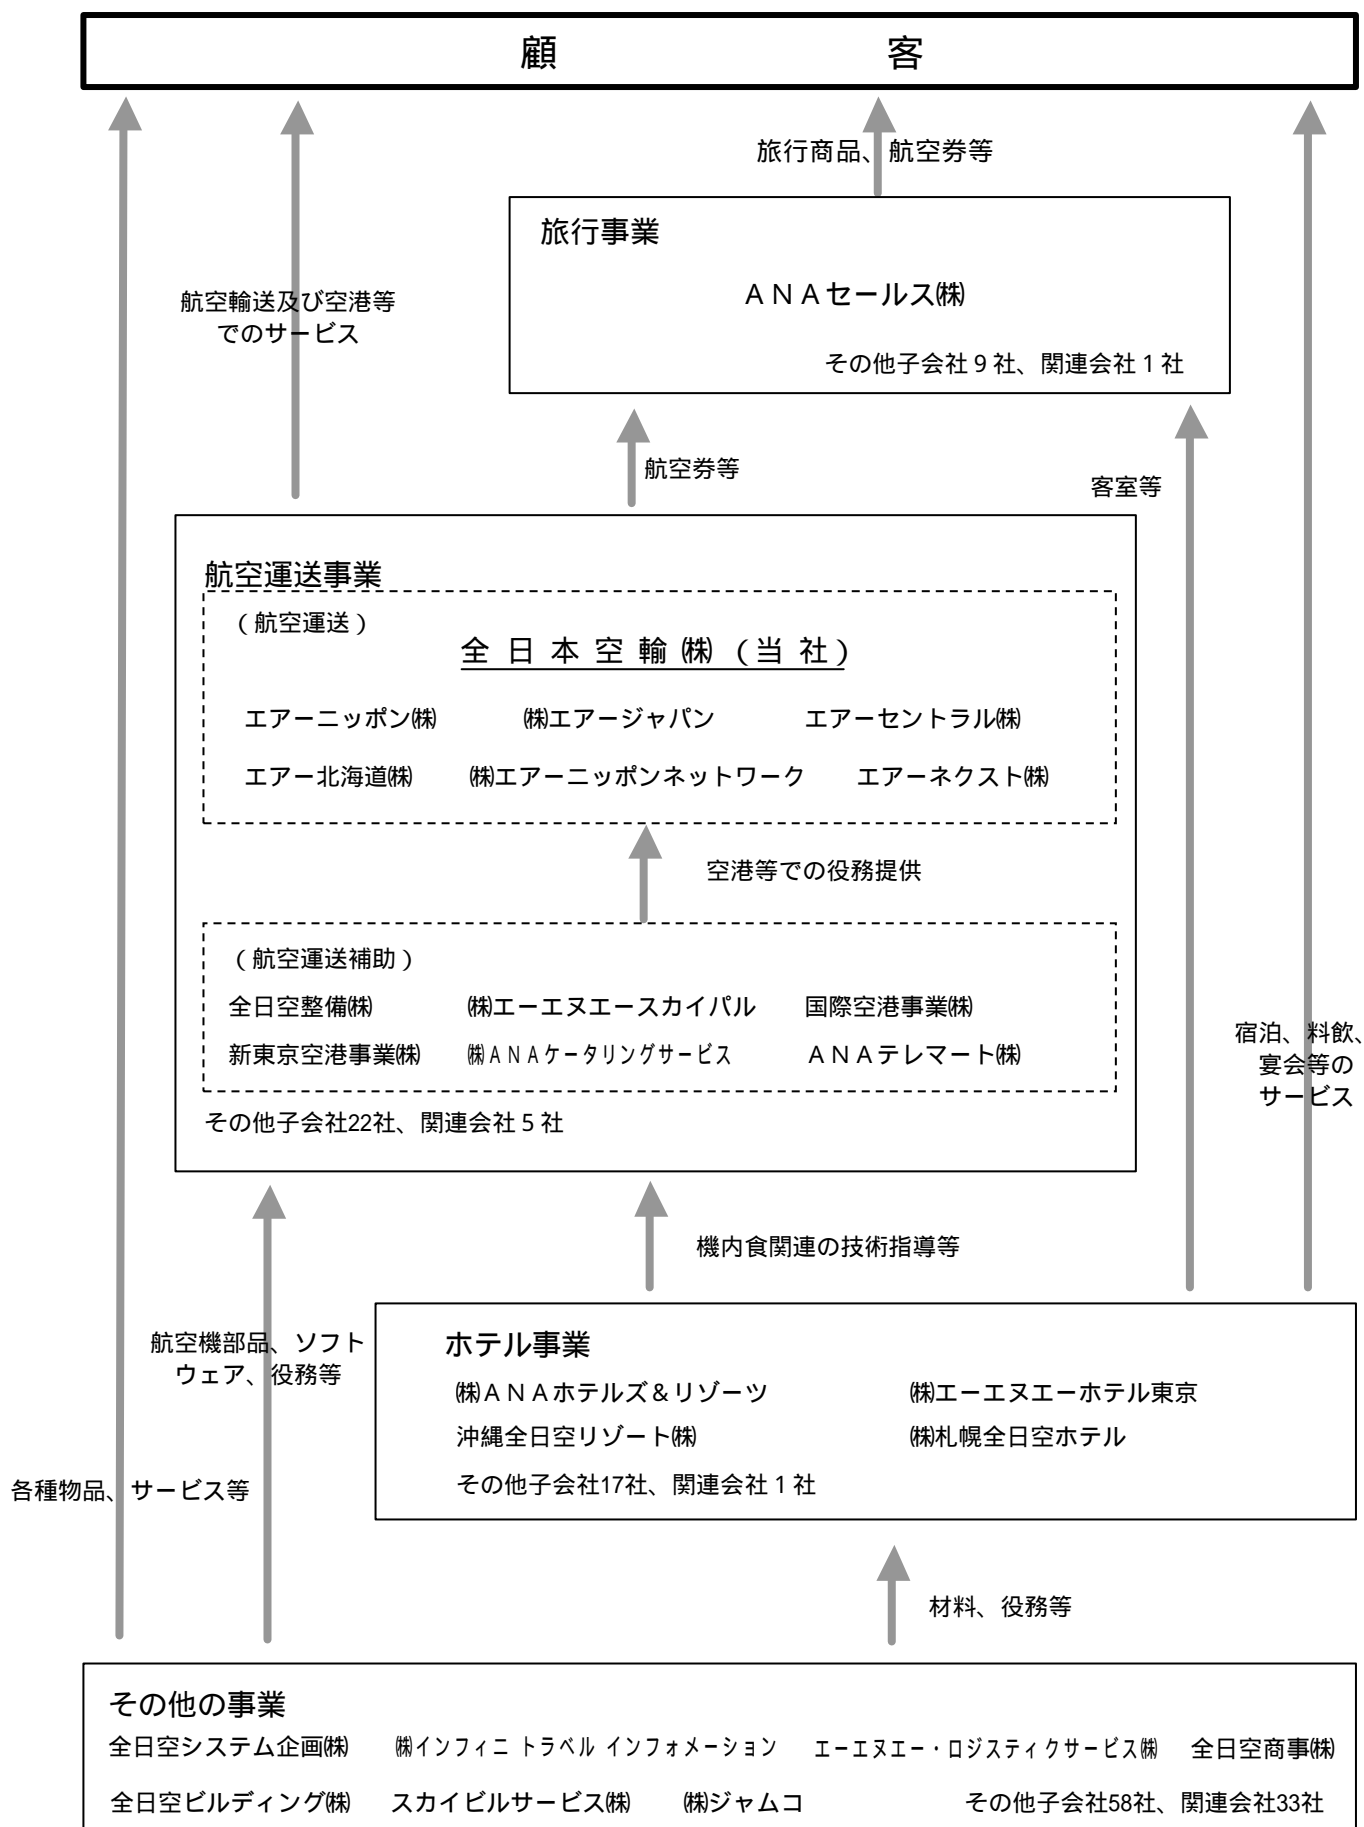 顧客
旅行商品、航空券等
旅行事業
ＡＮＡセールス㈱
航空輸送及び空港等
でのサービス
その他子会社９社、関連会社１社
航空券等
客室等
航空運送事業
（航空運送）
全日本空輸㈱（当社）
エアーニッポン㈱　㈱エアージャパン　エアーセントラル㈱
エアー北海道㈱　㈱エアーニッポンネットワーク　エアーネクスト㈱
空港等での役務提供
（航空運送補助）
全日空整備㈱　㈱エーエヌエースカイパル　国際空港事業㈱
新東京空港事業㈱　㈱ＡＮＡケータリングサービス　ＡＮＡテレマート㈱
その他子会社22社、関連会社５社
宿泊、料飲、
宴会等の
サービス
機内食関連の技術指導等
航空機部品、ソフト
ウェア、役務等
ホテル事業
㈱ＡＮＡホテルズ＆リゾーツ　㈱エーエヌエーホテル東京
沖縄全日空リゾート㈱　㈱札幌全日空ホテル
その他子会社17社、関連会社１社
各種物品、サービス等
材料、役務等
その他の事業
全日空システム企画㈱　㈱インフィニ トラベル インフォメーション　エーエヌエー・ロジスティクサービス㈱　全日空商事㈱
全日空ビルディング㈱　スカイビルサービス㈱　㈱ジャムコ　その他子会社58社、関連会社33社